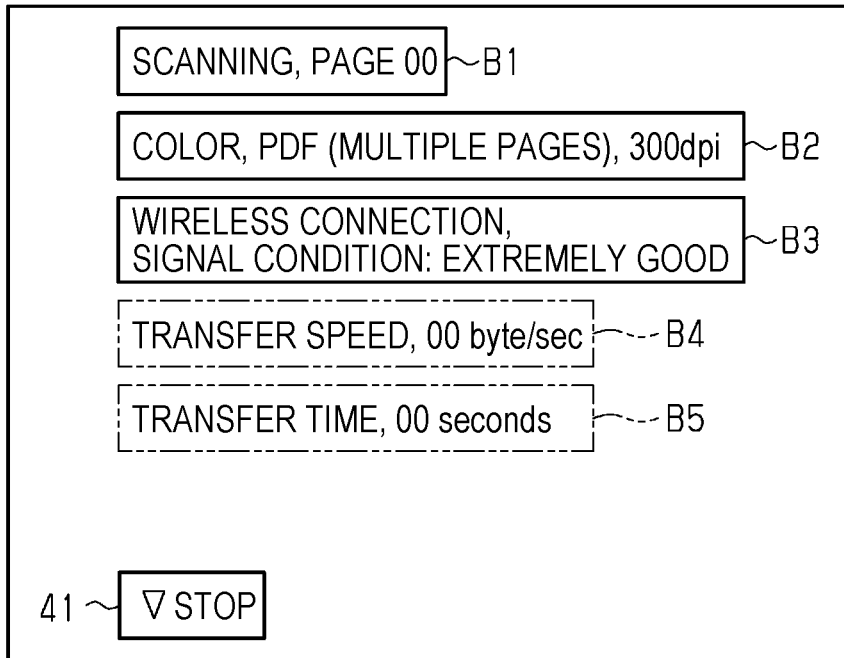 SCANNING, PAGE 00 B1
COLOR, PDF (MULTIPLE PAGES), 300dpi B2
WIRELESS CONNECTION,
SIGNAL CONDITION: EXTREMELY GOOD B3
TRANSFER SPEED, 00 byte/sec B4
TRANSFER TIME, 00 seconds B5
41 ▽ STOP